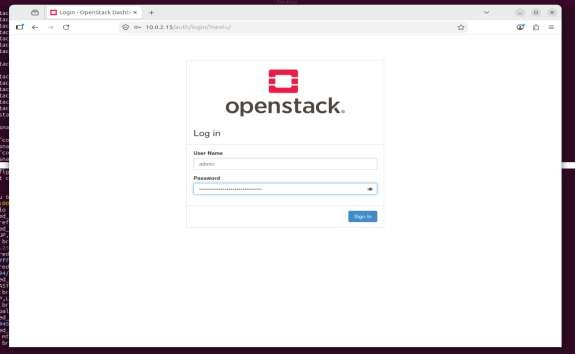 Login - OpenStack Dashb
10.0.2.15/auth/login/?next=/
openstack.
Log in
User Name
admin
Password
Sign In